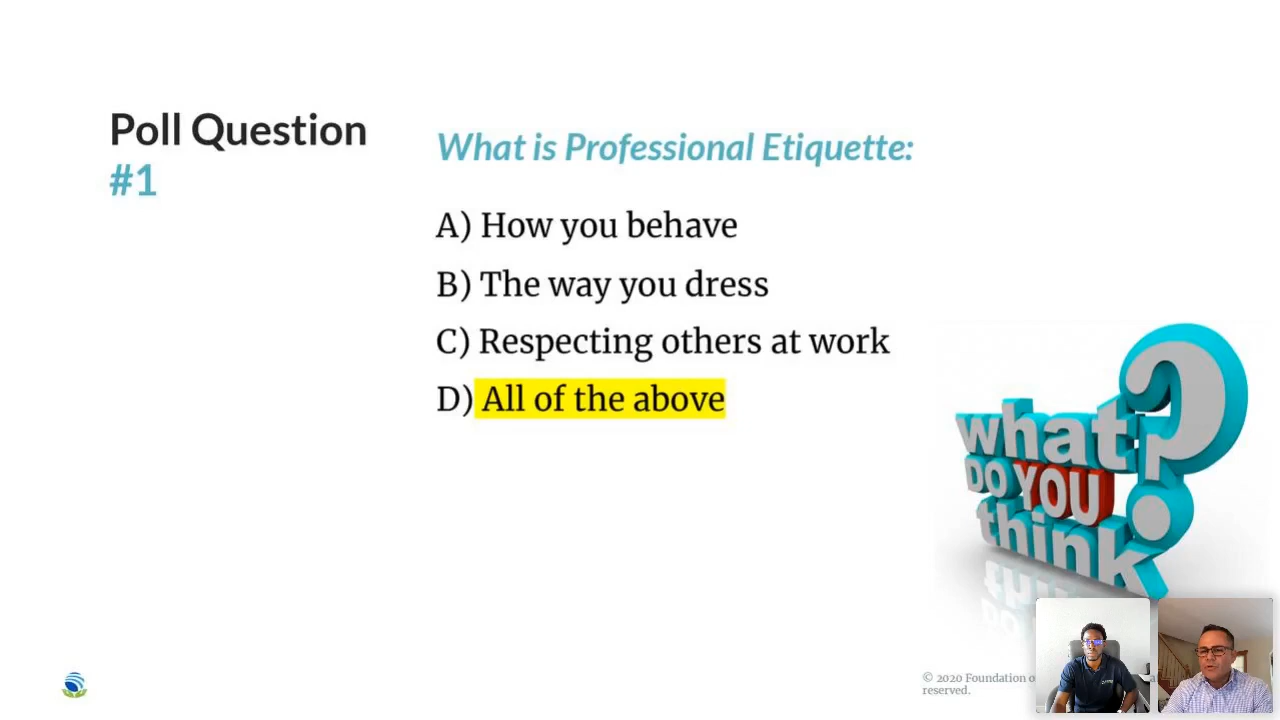 Poll Question
#1
What is Professional Etiquette:
A) How you behave
B) The way you dress
C) Respecting others at work
D) All of the above
what?
DO YOU
think
© 2020 Foundation
reserved.